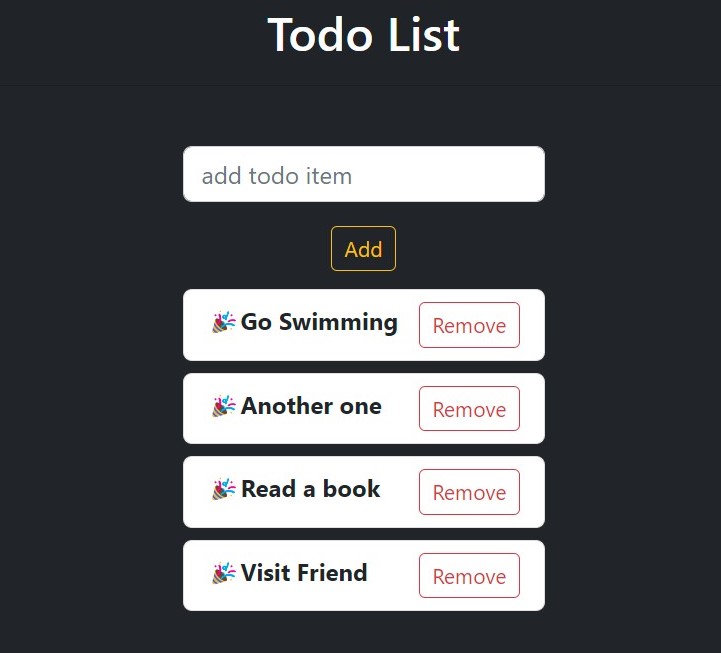 Todo List
add todo item
Add
🎉 Go Swimming Remove
🎉 Another one Remove
🎉 Read a book Remove
🎉 Visit Friend Remove